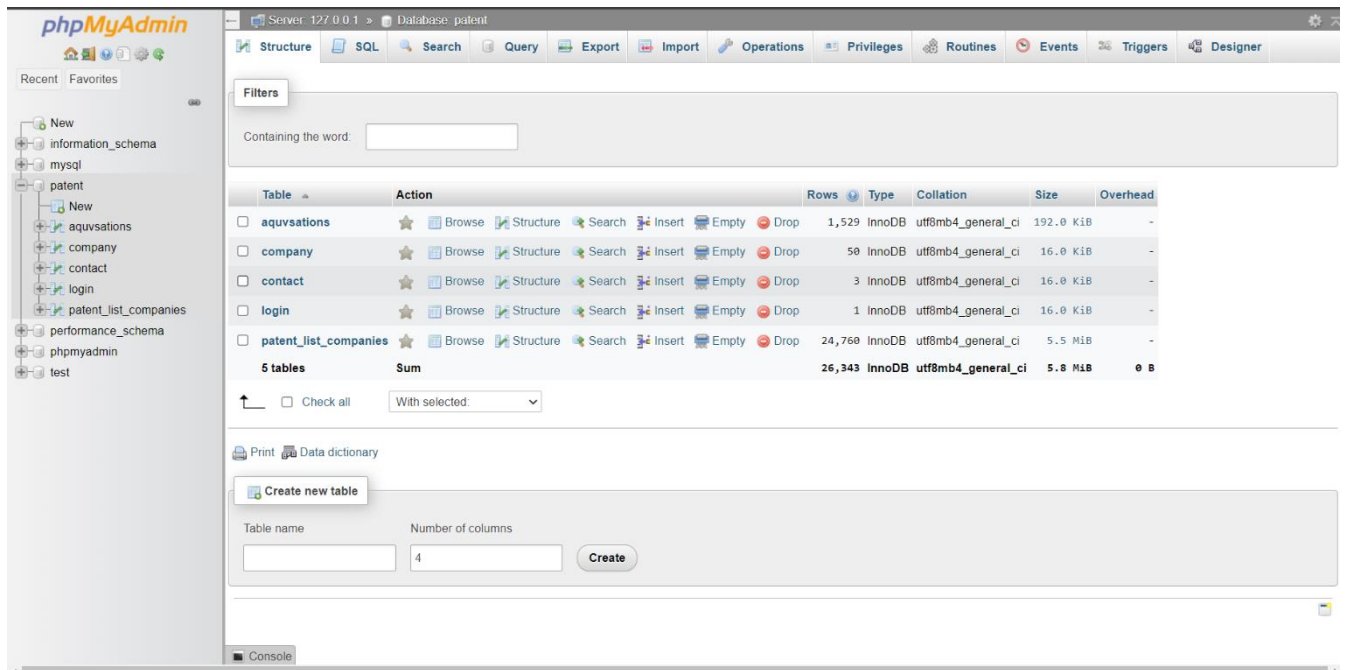 phpMyAdmin
Recent Favorites
New
information_schema
mysql
patent
New
aquvsations
company
contact
login
patent_list_companies
performance_schema
phpmyadmin
test
Server: 127.0.0.1 » Database: patent
Structure SQL Search Query Export Import Operations Privileges Routines Events Triggers Designer
Filters
Containing the word:
Table Action Rows Type Collation Size Overhead
aquvsations Browse Structure Search Insert Empty Drop 1,529 InnoDB utf8mb4_general_ci 192.0 KiB -
company Browse Structure Search Insert Empty Drop 50 InnoDB utf8mb4_general_ci 16.0 KiB -
contact Browse Structure Search Insert Empty Drop 3 InnoDB utf8mb4_general_ci 16.0 KiB -
login Browse Structure Search Insert Empty Drop 1 InnoDB utf8mb4_general_ci 16.0 KiB -
patent_list_companies Browse Structure Search Insert Empty Drop 24,760 InnoDB utf8mb4_general_ci 5.5 MiB -
5 tables Sum 26,343 InnoDB utf8mb4_general_ci 5.8 MiB 0 B
Check all With selected:
Print Data dictionary
Create new table
Table name Number of columns
4 Create
Console